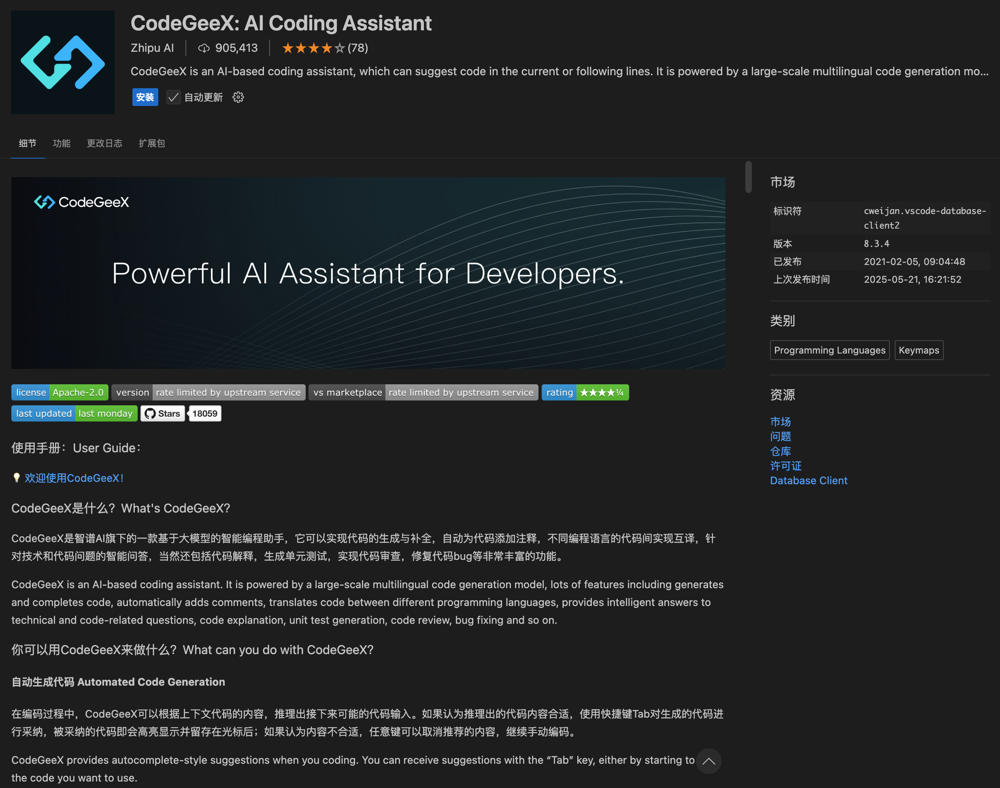 CodeGeeX: AI Coding Assistant
Zhipu AI 905,413 (78)
CodeGeeX is an AI-based coding assistant, which can suggest code in the current or following lines. It is powered by a large-scale multilingual code generation mo...
安装 自动更新
细节 功能 更改日志 扩展包
CodeGeeX
Powerful AI Assistant for Developers.
license Apache-2.0 version rate limited by upstream service vs marketplace rate limited by upstream service rating ★★★★¼
last updated last monday Stars 18059
使用手册：User Guide：
💡 欢迎使用CodeGeeX！
CodeGeeX是什么？What's CodeGeeX?
CodeGeeX是智谱AI旗下的一款基于大模型的智能编程助手，它可以实现代码的生成与补全，自动为代码添加注释，不同编程语言的代码间实现互译，针
对技术和代码问题的智能问答，当然还包括代码解释，生成单元测试，实现代码审查，修复代码bug等非常丰富的功能。
CodeGeeX is an AI-based coding assistant. It is powered by a large-scale multilingual code generation model, lots of features including generates
and completes code, automatically adds comments, translates code between different programming languages, provides intelligent answers to
technical and code-related questions, code explanation, unit test generation, code review, bug fixing and so on.
你可以用CodeGeeX来做什么？What can you do with CodeGeeX?
自动生成代码 Automated Code Generation
在编码过程中，CodeGeeX可以根据上下文代码的内容，推理出接下来可能的代码输入。如果认为推理出的代码内容合适，使用快捷键Tab对生成的代码进
行采纳，被采纳的代码即会高亮显示并留存在光标后；如果认为内容不合适，任意键可以取消推荐的内容，继续手动编码。
CodeGeeX provides autocomplete-style suggestions when you coding. You can receive suggestions with the “Tab” key, either by starting to
the code you want to use.
市场
标识符 cweijan.vscode-database-
client2
版本 8.3.4
已发布 2021-02-05, 09:04:48
上次发布时间 2025-05-21, 16:21:52
类别
Programming Languages Keymaps
资源
市场
问题
仓库
许可证
Database Client